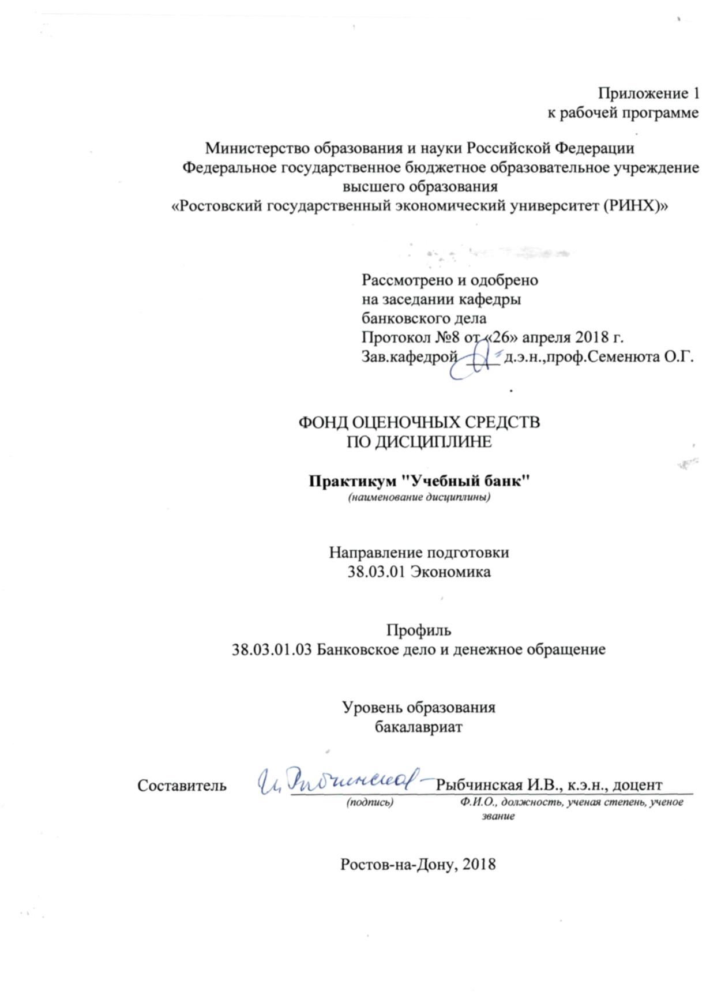 Приложение 1
к рабочей программе
Министерство образования и науки Российской Федерации
Федеральное государственное бюджетное образовательное учреждение
высшего образования
«Ростовский государственный экономический университет (РИНХ)»
Рассмотрено и одобрено
на заседании кафедры
банковского дела
Протокол №8 от «26» апреля 2018 г.
Зав.кафедрой ____ д.э.н.,проф.Семенюта О.Г.
ФОНД ОЦЕНОЧНЫХ СРЕДСТВ
ПО ДИСЦИПЛИНЕ
Практикум "Учебный банк"
(наименование дисциплины)
Направление подготовки
38.03.01 Экономика
Профиль
38.03.01.03 Банковское дело и денежное обращение
Уровень образования
бакалавриат
Составитель И. Рыбчинская Рыбчинская И.В., к.э.н., доцент
(подпись) Ф.И.О., должность, ученая степень, ученое
звание
Ростов-на-Дону, 2018